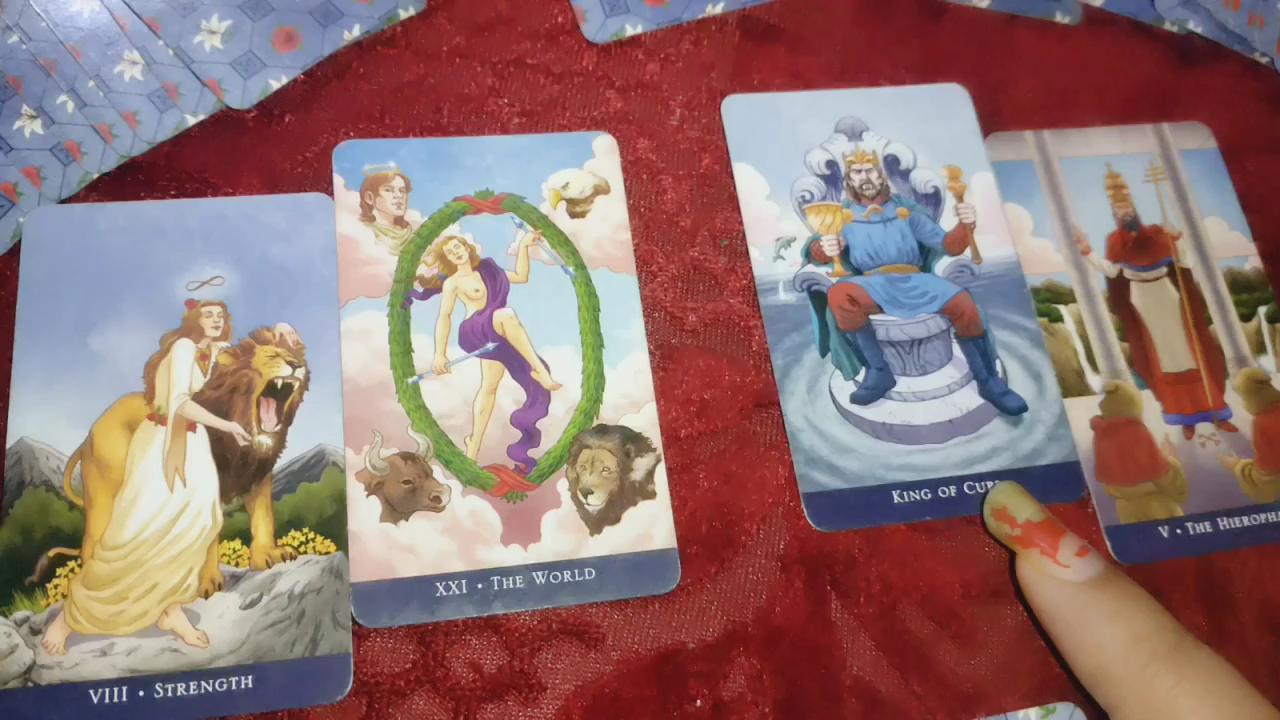 VIII • STRENGTH
XXI • THE WORLD
KING OF CUP
V • THE HIEROPHA